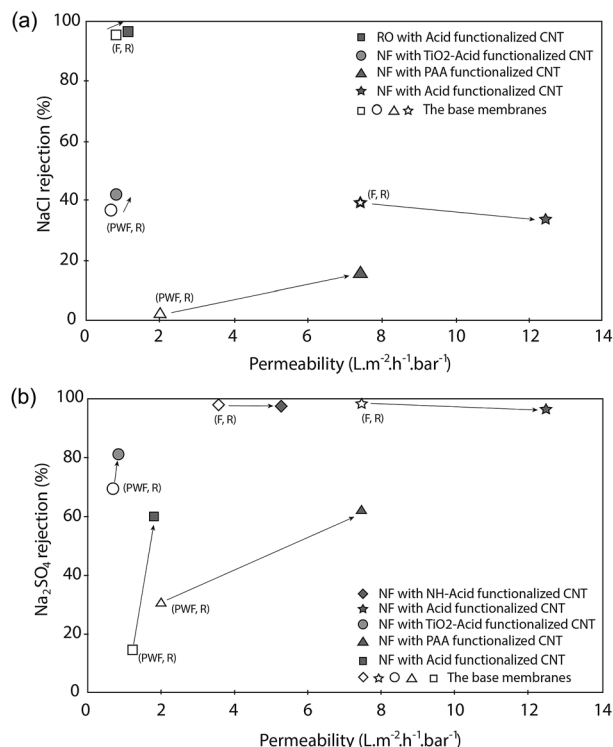 (a)
100
80
60
40
20
0
NaCl rejection (%)
(F, R)
RO with Acid functionalized CNT
NF with TiO2-Acid functionalized CNT
NF with PAA functionalized CNT
NF with Acid functionalized CNT
The base membranes
(PWF, R)
(F, R)
(PWF, R)
0 2 4 6 8 10 12 14
Permeability (L.m⁻².h⁻¹.bar⁻¹)
(b)
100
80
60
40
20
0
Na₂SO₄ rejection (%)
(F, R)
(F, R)
(PWF, R)
(PWF, R)
(PWF, R)
NF with NH-Acid functionalized CNT
NF with Acid functionalized CNT
NF with TiO2-Acid functionalized CNT
NF with PAA functionalized CNT
NF with Acid functionalized CNT
The base membranes
0 2 4 6 8 10 12 14
Permeability (L.m⁻².h⁻¹.bar⁻¹)